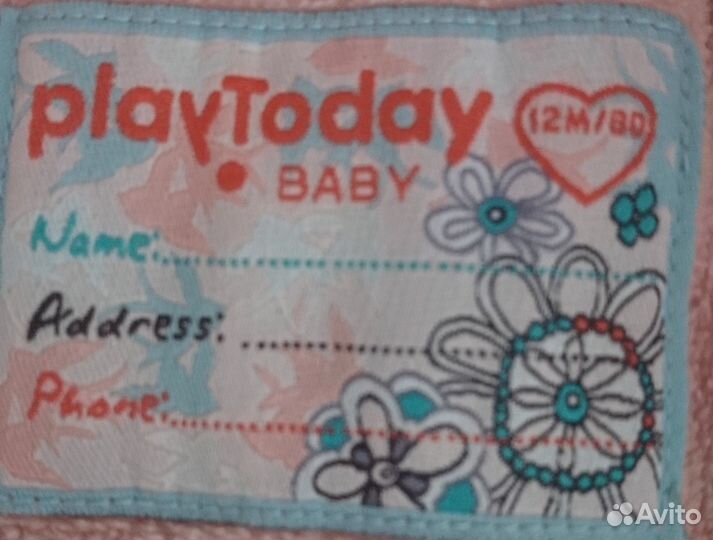 playToday
BABY
12M/80
Name:
Address:
Phone:
Avito